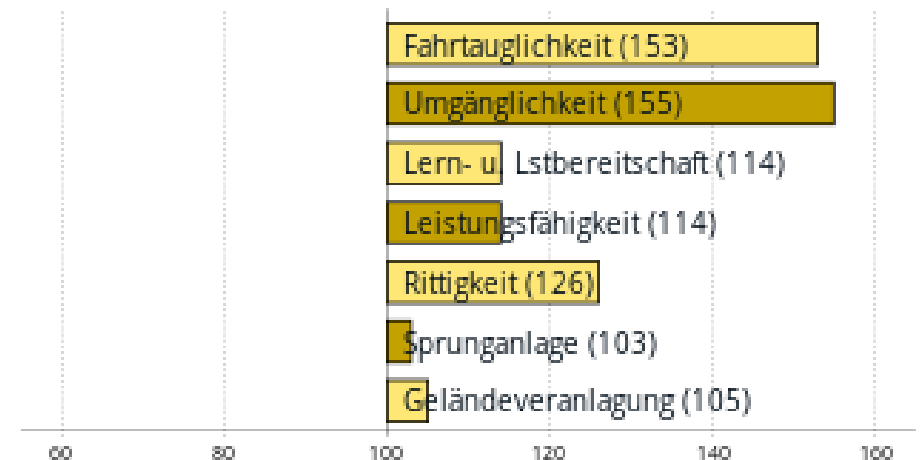 Fahrtauglichkeit (153)
Umgänglichkeit (155)
Lern- u. Lstbereitschaft (114)
Leistungsfähigkeit (114)
Rittigkeit (126)
Sprunganlage (103)
Geländeveranlagung (105)
60 80 100 120 140 160